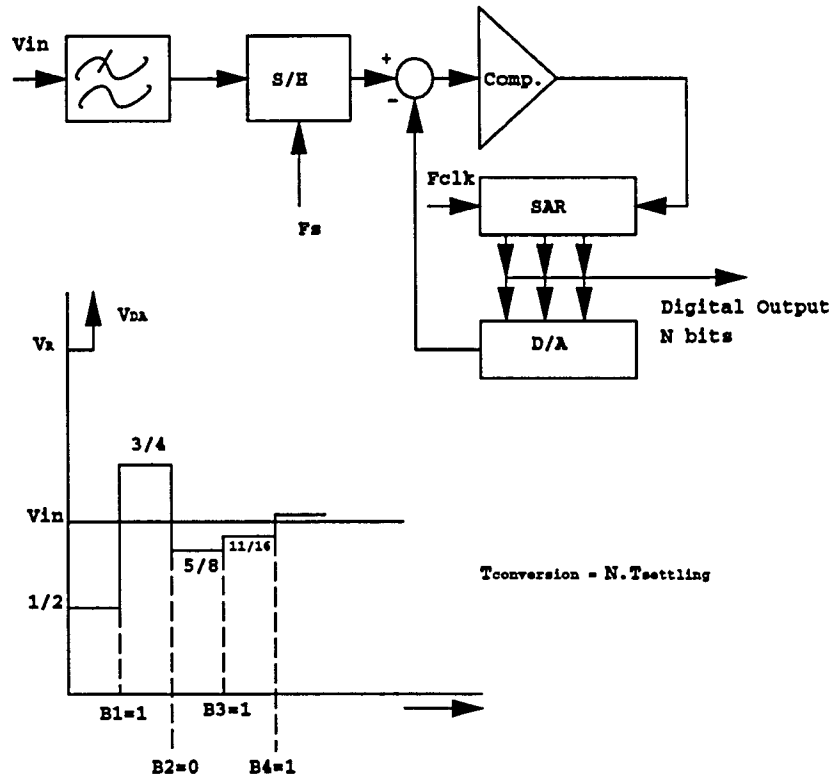 Vin
S/H
+
-
Comp.
Fclk
SAR
Fs
Digital Output
N bits
D/A
VDA
VR
3/4
Vin
5/8
11/16
1/2
Tconversion = N.Tsettling
B1=1
B3=1
B2=0
B4=1